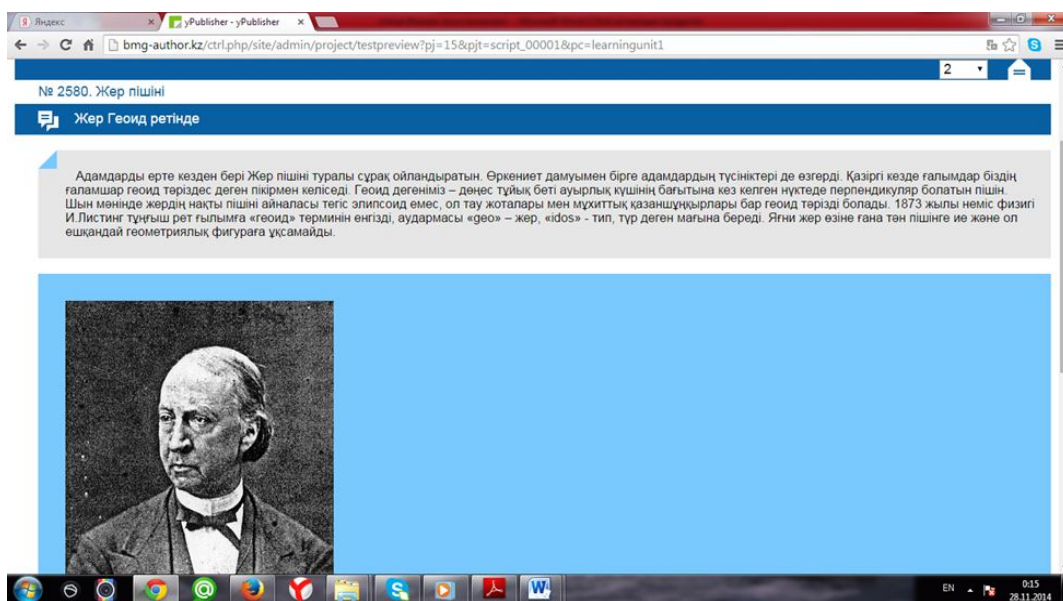 Яндекс
yPublisher - yPublisher
bmg-author.kz/ctrl.php/site/admin/project/testpreview?pj=15&pjt=script_00001&pc=learningunit1
2
№ 2580. Жер пішіні
Жер Геоид ретінде
Адамдарды ерте кезден бері Жер пішіні туралы сұрақ ойландыратын. Өркениет дамуымен бірге адамдардың түсініктері де өзгерді. Қазіргі кезде ғалымдар біздің
ғаламшар геоид тәріздес деген пікірмен келіседі. Геоид дегеніміз – дөңес тұйық беті ауырлық күшінің бағытына кез келген нүктеде перпендикуляр болатын пішін.
Шын мәнінде жердің нақты пішіні айналасы тегіс элипсоид емес, ол тау жоталары мен мұхиттық қазаншұңқырлары бар геоид тәрізді болады. 1873 жылы неміс физигі
И.Листинг тұңғыш рет ғылымға «геоид» терминін енгізді, аудармасы «geo» – жер, «idos» - тип, түр деген мағына береді. Яғни жер өзіне ғана тән пішінге ие және ол
ешқандай геометриялық фигураға ұқсамайды.
EN
0:15
28.11.2014